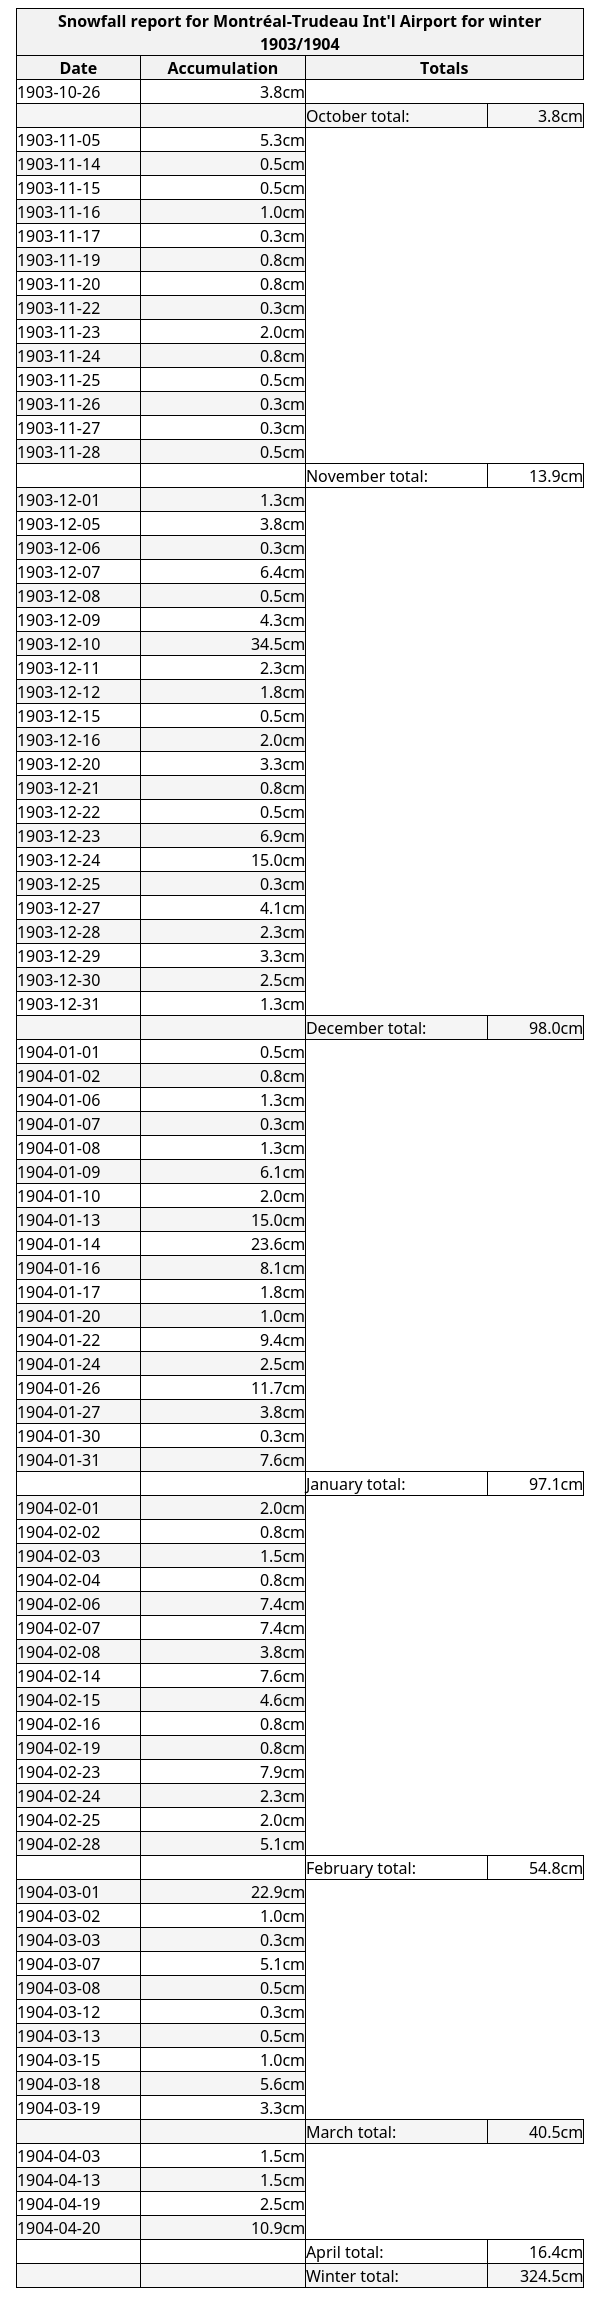 Snowfall report for Montréal-Trudeau Int'l Airport for winter
1903/1904
Date Accumulation Totals
1903-10-26 3.8cm
October total: 3.8cm
1903-11-05 5.3cm
1903-11-14 0.5cm
1903-11-15 0.5cm
1903-11-16 1.0cm
1903-11-17 0.3cm
1903-11-19 0.8cm
1903-11-20 0.8cm
1903-11-22 0.3cm
1903-11-23 2.0cm
1903-11-24 0.8cm
1903-11-25 0.5cm
1903-11-26 0.3cm
1903-11-27 0.3cm
1903-11-28 0.5cm
November total: 13.9cm
1903-12-01 1.3cm
1903-12-05 3.8cm
1903-12-06 0.3cm
1903-12-07 6.4cm
1903-12-08 0.5cm
1903-12-09 4.3cm
1903-12-10 34.5cm
1903-12-11 2.3cm
1903-12-12 1.8cm
1903-12-15 0.5cm
1903-12-16 2.0cm
1903-12-20 3.3cm
1903-12-21 0.8cm
1903-12-22 0.5cm
1903-12-23 6.9cm
1903-12-24 15.0cm
1903-12-25 0.3cm
1903-12-27 4.1cm
1903-12-28 2.3cm
1903-12-29 3.3cm
1903-12-30 2.5cm
1903-12-31 1.3cm
December total: 98.0cm
1904-01-01 0.5cm
1904-01-02 0.8cm
1904-01-06 1.3cm
1904-01-07 0.3cm
1904-01-08 1.3cm
1904-01-09 6.1cm
1904-01-10 2.0cm
1904-01-13 15.0cm
1904-01-14 23.6cm
1904-01-16 8.1cm
1904-01-17 1.8cm
1904-01-20 1.0cm
1904-01-22 9.4cm
1904-01-24 2.5cm
1904-01-26 11.7cm
1904-01-27 3.8cm
1904-01-30 0.3cm
1904-01-31 7.6cm
January total: 97.1cm
1904-02-01 2.0cm
1904-02-02 0.8cm
1904-02-03 1.5cm
1904-02-04 0.8cm
1904-02-06 7.4cm
1904-02-07 7.4cm
1904-02-08 3.8cm
1904-02-14 7.6cm
1904-02-15 4.6cm
1904-02-16 0.8cm
1904-02-19 0.8cm
1904-02-23 7.9cm
1904-02-24 2.3cm
1904-02-25 2.0cm
1904-02-28 5.1cm
February total: 54.8cm
1904-03-01 22.9cm
1904-03-02 1.0cm
1904-03-03 0.3cm
1904-03-07 5.1cm
1904-03-08 0.5cm
1904-03-12 0.3cm
1904-03-13 0.5cm
1904-03-15 1.0cm
1904-03-18 5.6cm
1904-03-19 3.3cm
March total: 40.5cm
1904-04-03 1.5cm
1904-04-13 1.5cm
1904-04-19 2.5cm
1904-04-20 10.9cm
April total: 16.4cm
Winter total: 324.5cm